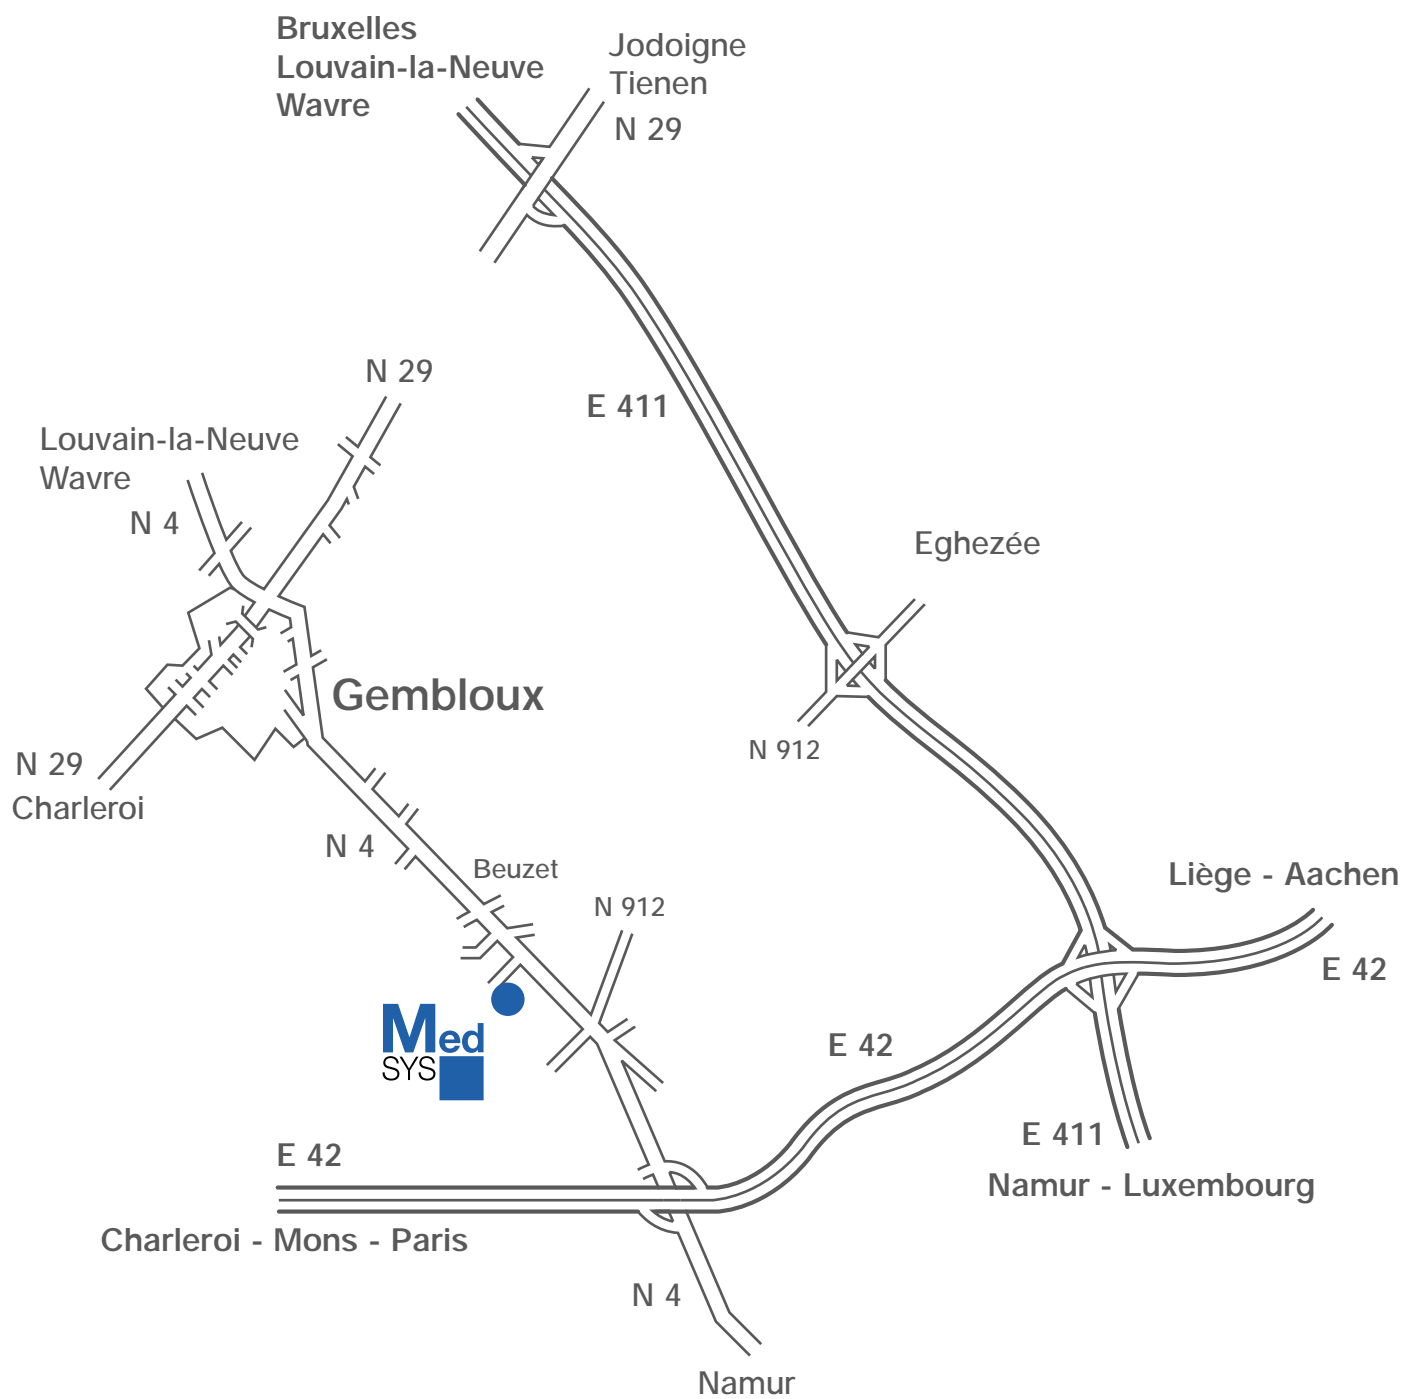 Bruxelles
Louvain-la-Neuve
Wavre
Jodoigne
Tienen
N 29
N 29
E 411
Louvain-la-Neuve
Wavre
N 4
Eghezée
Gembloux
N 912
N 29
Charleroi
N 4
Beuzet
N 912
Liège - Aachen
E 42
Med
SYS
E 42
E 411
Namur - Luxembourg
E 42
Charleroi - Mons - Paris
N 4
Namur